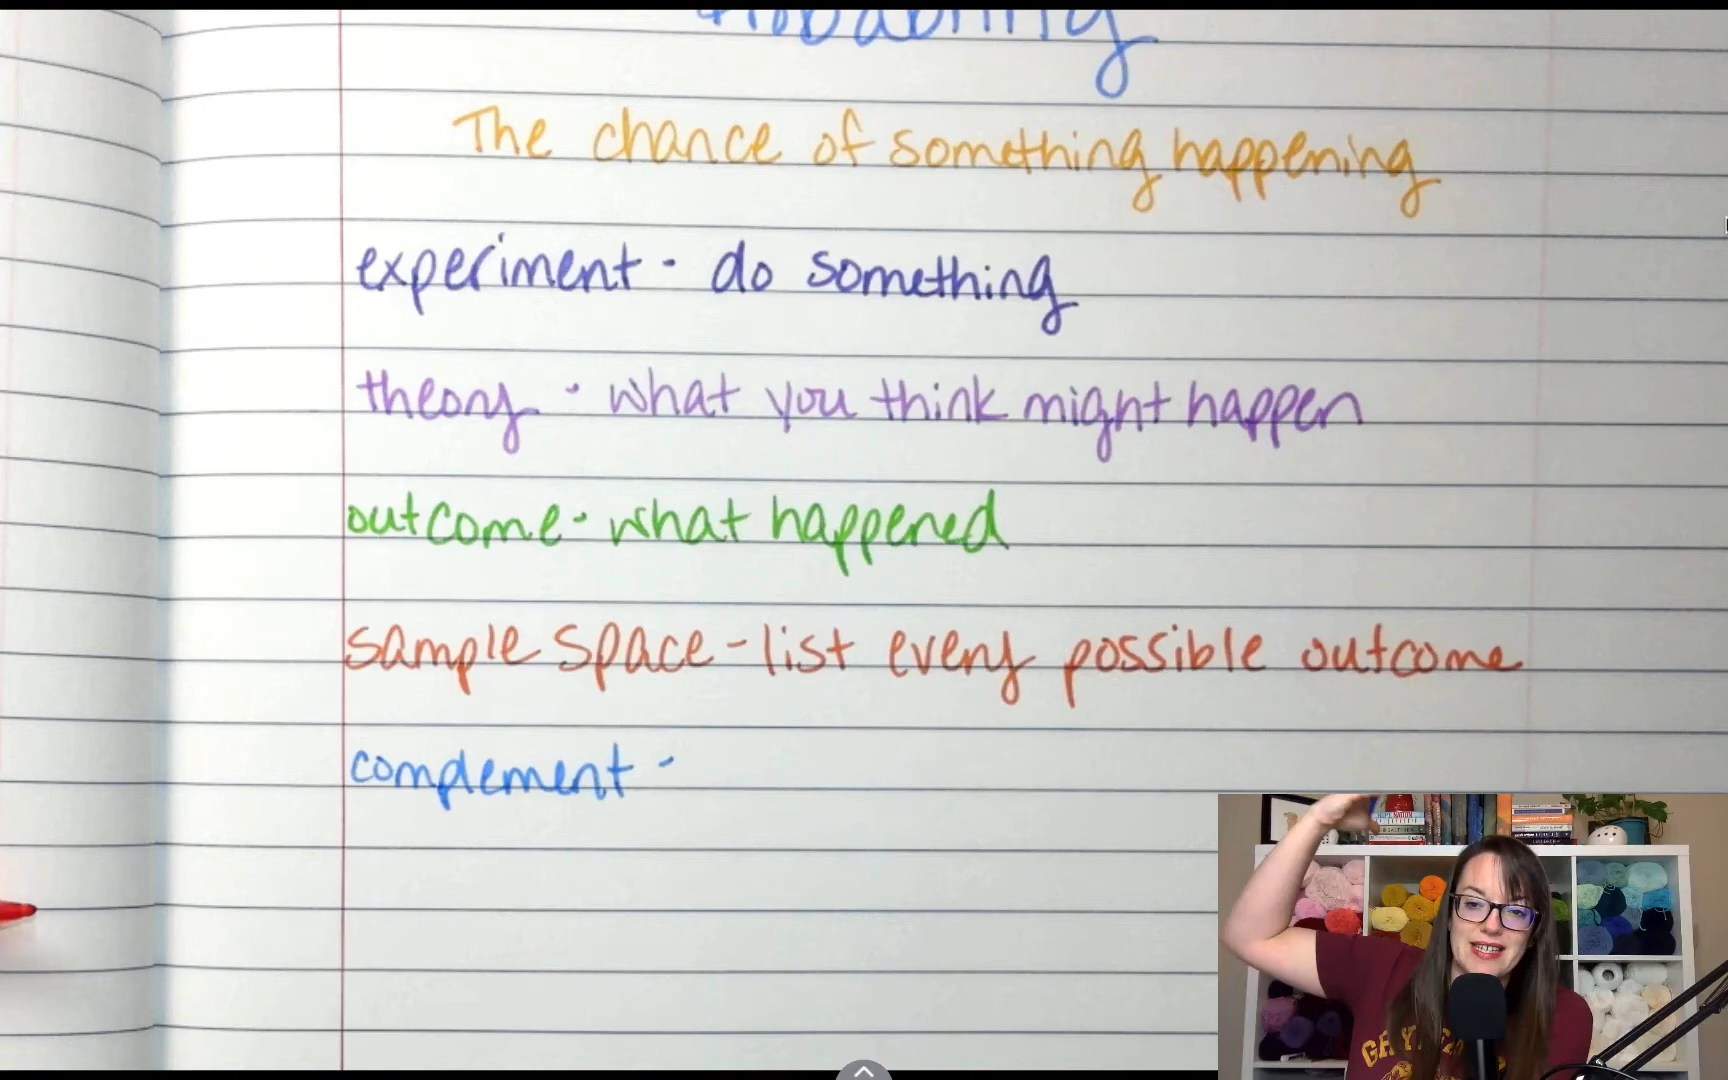 Probability
The chance of something happening
experiment - do something
theory - what you think might happen
outcome - what happened
sample space - list every possible outcome
complement -